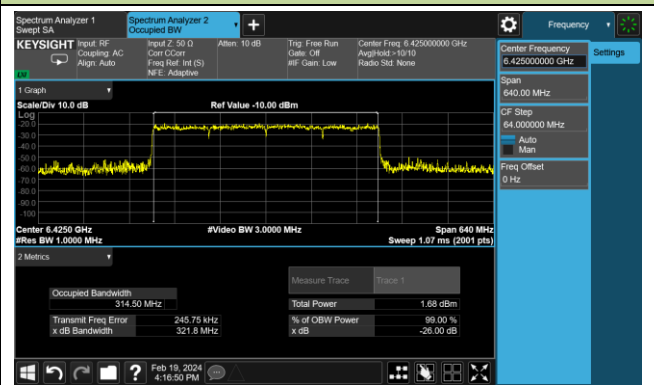 Spectrum Analyzer 1
Swept SA
Spectrum Analyzer 2
Occupied BW
Frequency
KEYSIGHT
Input: RF
Coupling: AC
Align: Auto
Input Z: 50 Ω
Corr CCorr
Freq Ref: Int (S)
NFE: Adaptive
Atten: 10 dB
Trig: Free Run
Gate: Off
#IF Gain: Low
Center Freq: 6.425000000 GHz
Avg|Hold:>10/10
Radio Std: None
1 Graph
Scale/Div 10.0 dB
Ref Value -10.00 dBm
Log
-20.0
-30.0
-40.0
-50.0
-60.0
-70.0
-80.0
-90.0
-100
Center 6.4250 GHz
#Video BW 3.0000 MHz
Span 640 MHz
#Res BW 1.0000 MHz
Sweep 1.07 ms (2001 pts)
2 Metrics
Measure Trace
Trace 1
Occupied Bandwidth
314.50 MHz
Total Power
1.68 dBm
Transmit Freq Error
245.75 kHz
% of OBW Power
99.00 %
x dB Bandwidth
321.8 MHz
x dB
-26.00 dB
Feb 19, 2024
4:16:50 PM
Center Frequency
6.425000000 GHz
Settings
Span
640.00 MHz
CF Step
64.000000 MHz
Auto
Man
Freq Offset
0 Hz